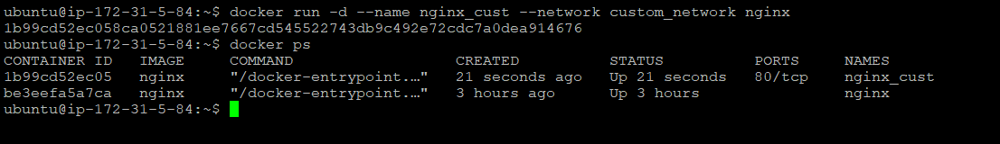 ubuntu@ip-172-31-5-84:~$ docker run -d --name nginx_cust --network custom_network nginx
1b99cd52ec058ca0521881ee7667cd545522743db9c492e72cdc7a0dea914676
ubuntu@ip-172-31-5-84:~$ docker ps
CONTAINER ID   IMAGE     COMMAND                  CREATED          STATUS          PORTS     NAMES
1b99cd52ec05   nginx     "/docker-entrypoint.…"   21 seconds ago   Up 21 seconds   80/tcp    nginx_cust
be3eefa5a7ca   nginx     "/docker-entrypoint.…"   3 hours ago      Up 3 hours                nginx
ubuntu@ip-172-31-5-84:~$